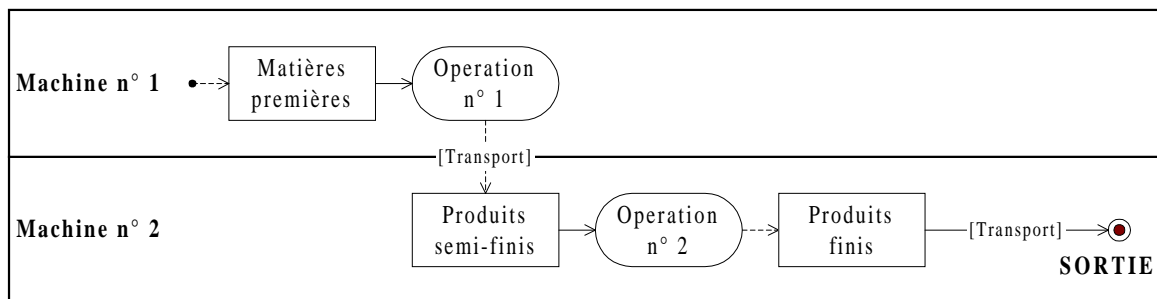 Machine n° 1
Matières
premières
Operation
n° 1
[Transport]
Machine n° 2
Produits
semi-finis
Operation
n° 2
Produits
finis
[Transport]
SORTIE